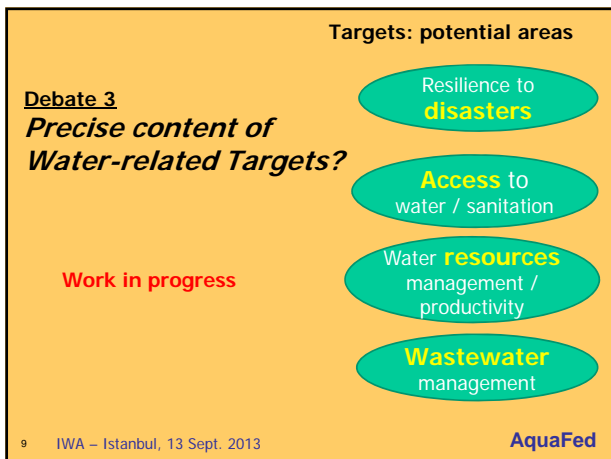 Targets: potential areas
Debate 3
Precise content of
Water-related Targets?
Work in progress
Resilience to
disasters
Access to
water / sanitation
Water resources
management /
productivity
Wastewater
management
9 IWA – Istanbul, 13 Sept. 2013
AquaFed